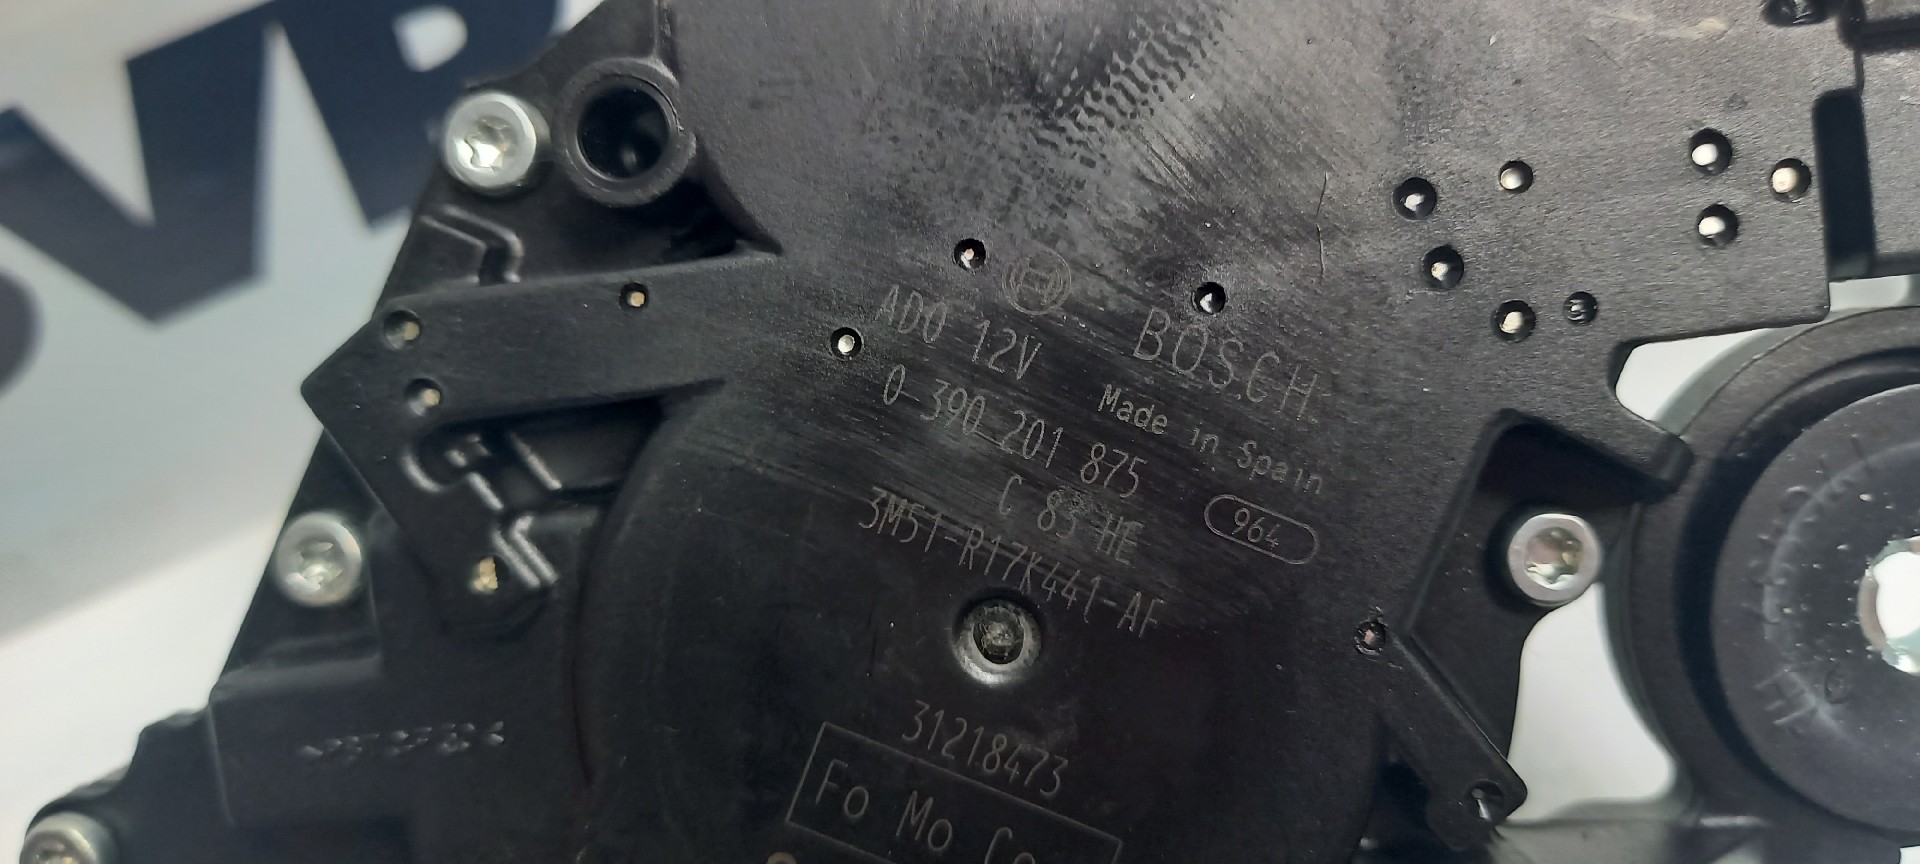 BOSCH
AD0 12V
Made in Spain
0 390 201 875
C 83 HE
964
3M51-R17K441-AF
31218473
Fo Mo Co